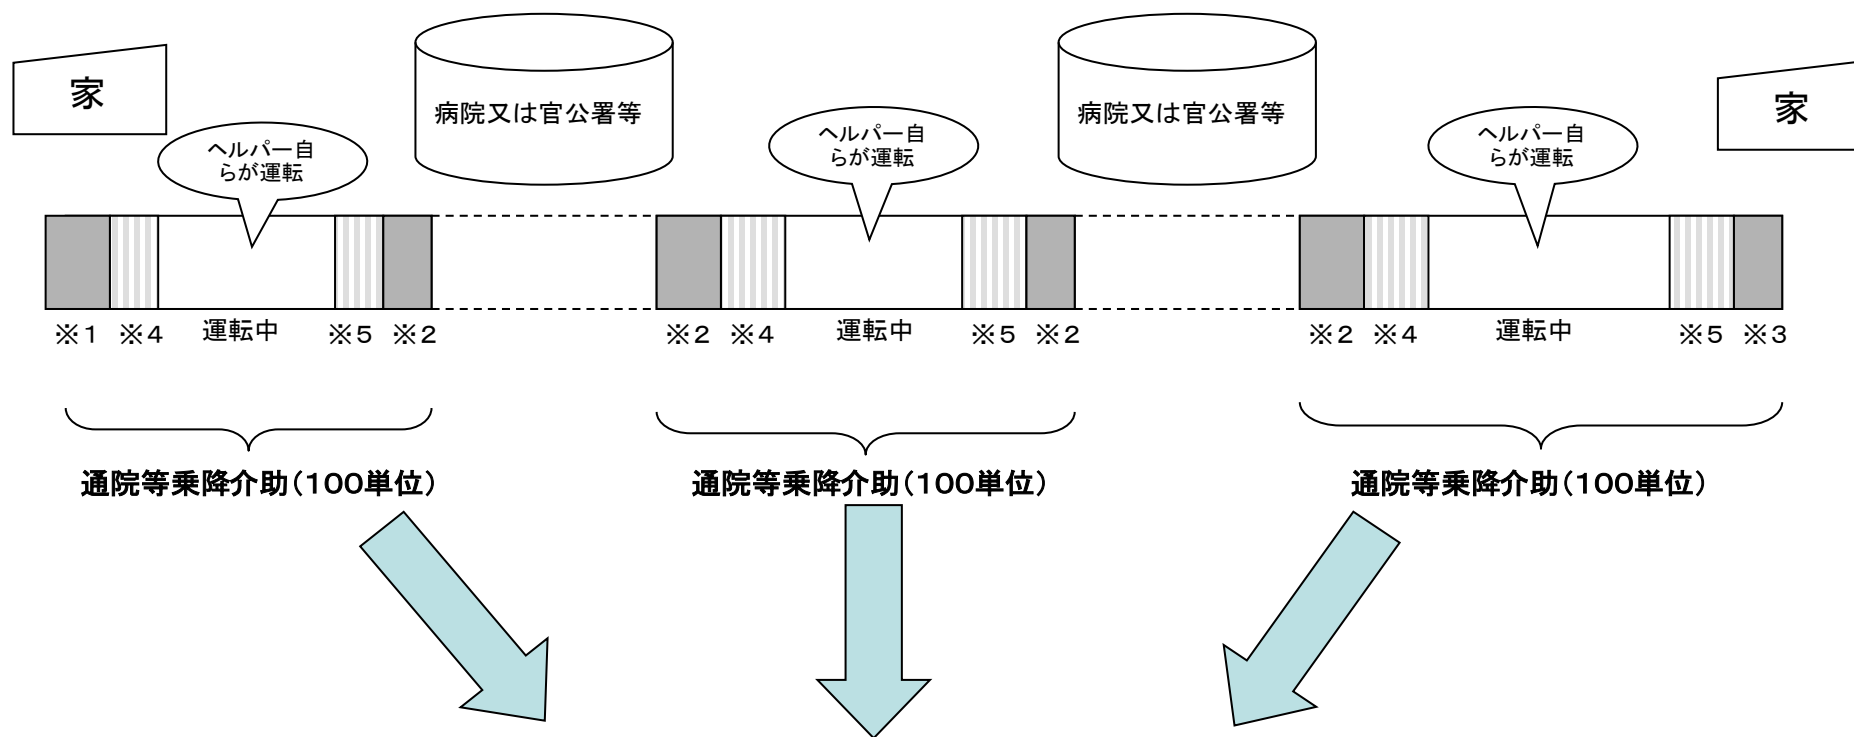 家
病院又は官公署等
病院又は官公署等
家
ヘルパー自
らが運転
ヘルパー自
らが運転
ヘルパー自
らが運転
※1 ※4 運転中 ※5 ※2
※2 ※4 運転中 ※5 ※2
※2 ※4 運転中 ※5 ※3
通院等乗降介助(100単位)
通院等乗降介助(100単位)
通院等乗降介助(100単位)